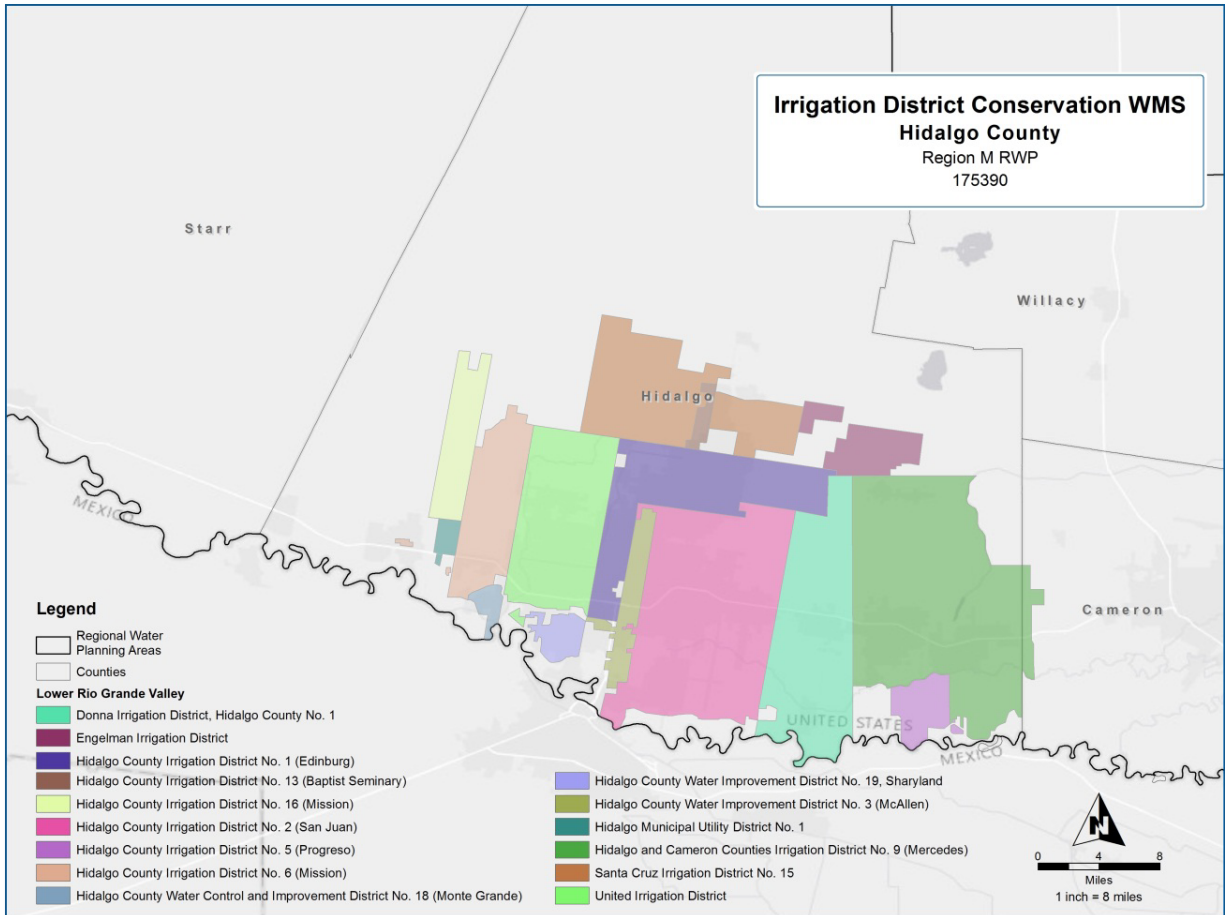 Irrigation District Conservation WMS
Hidalgo County
Region M RWP
175390
Starr
Willacy
Hidalgo
MEXICO
Cameron
UNITED STATES
MEXICO
Legend
Regional Water
Planning Areas
Counties
Lower Rio Grande Valley
Donna Irrigation District, Hidalgo County No. 1
Engelman Irrigation District
Hidalgo County Irrigation District No. 1 (Edinburg)
Hidalgo County Irrigation District No. 13 (Baptist Seminary)
Hidalgo County Irrigation District No. 16 (Mission)
Hidalgo County Irrigation District No. 2 (San Juan)
Hidalgo County Irrigation District No. 5 (Progreso)
Hidalgo County Irrigation District No. 6 (Mission)
Hidalgo County Water Control and Improvement District No. 18 (Monte Grande)
Hidalgo County Water Improvement District No. 19, Sharyland
Hidalgo County Water Improvement District No. 3 (McAllen)
Hidalgo Municipal Utility District No. 1
Hidalgo and Cameron Counties Irrigation District No. 9 (Mercedes)
Santa Cruz Irrigation District No. 15
United Irrigation District
N
0 4 8
Miles
1 inch = 8 miles